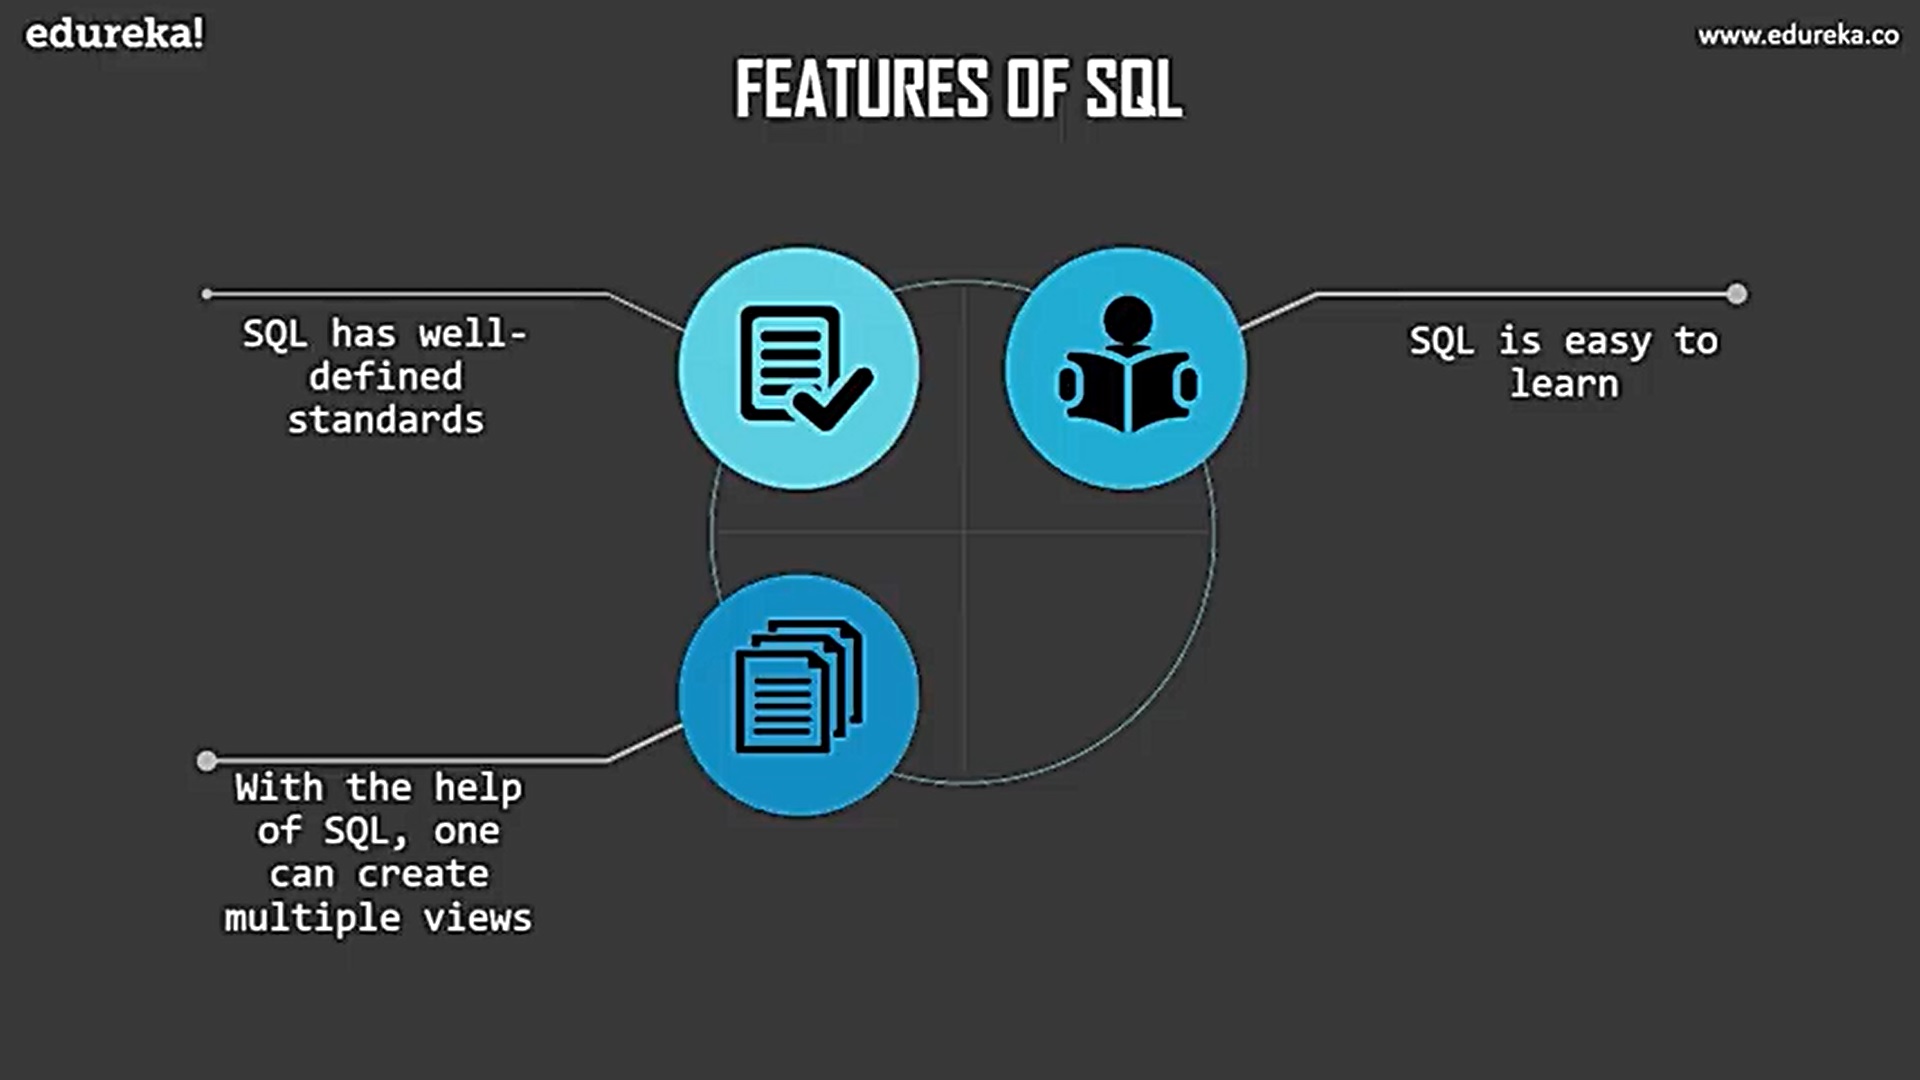 edureka!
www.edureka.co
FEATURES OF SQL
SQL has well-
defined
standards
SQL is easy to
learn
With the help
of SQL, one
can create
multiple views